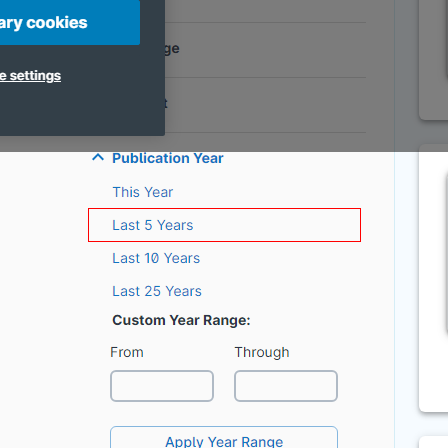 ary cookies
ge
e settings
t
Publication Year
This Year
Last 5 Years
Last 10 Years
Last 25 Years
Custom Year Range:
From
Through
Apply Year Range